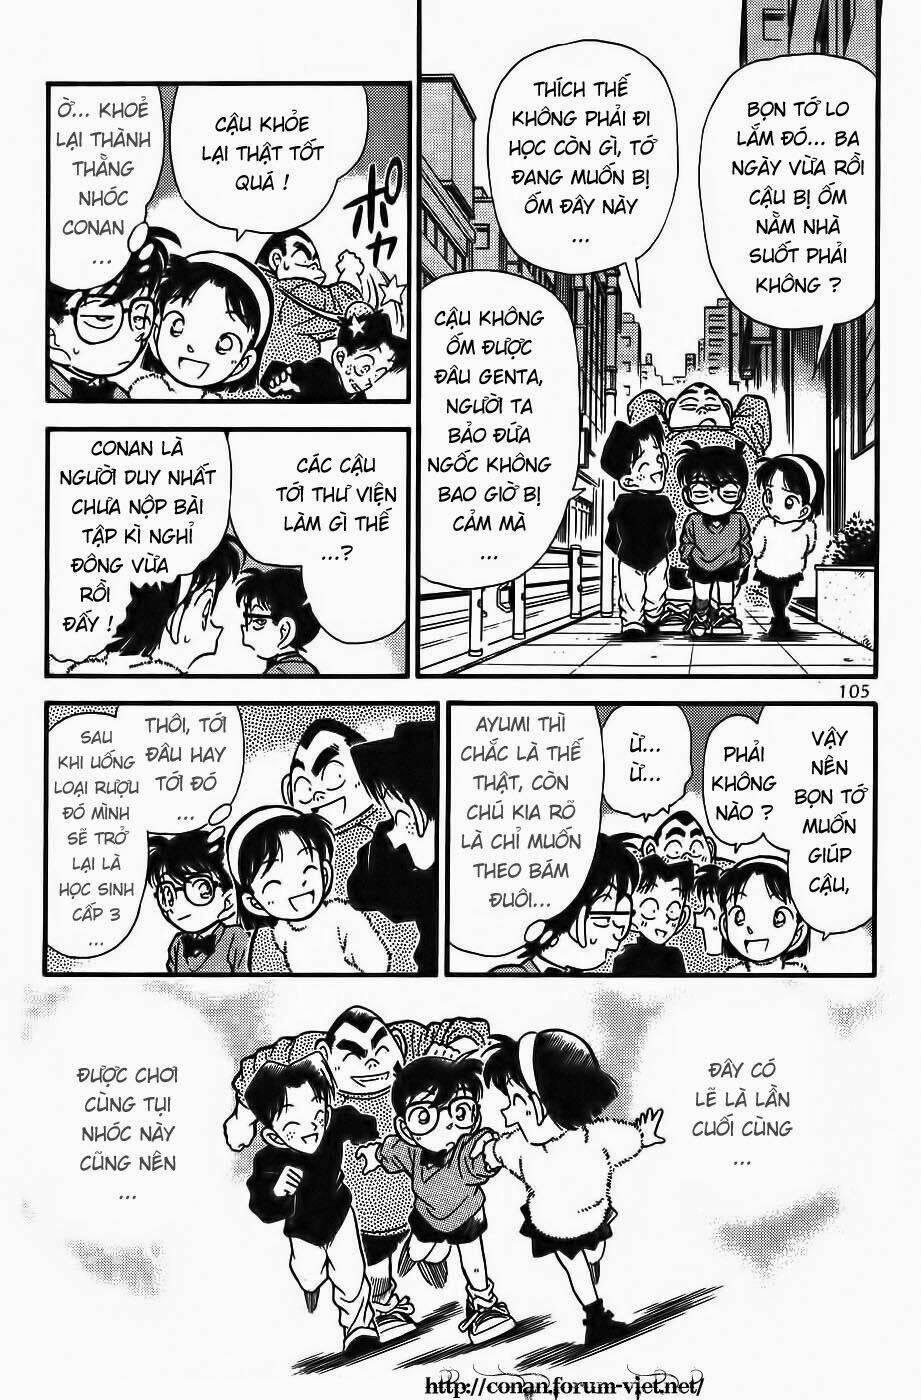 BỌN TỚ LO
LẮM ĐÓ... BA
NGÀY VỪA RỒI
CẬU BỊ ỐM
NẰM NHÀ
SUỐT PHẢI
KHÔNG ?
THÍCH THẾ
KHÔNG PHẢI ĐI
HỌC CÒN GÌ, TỚ
ĐANG MUỐN BỊ
ỐM ĐÂY NÀY
...
CẬU KHÔNG
ỐM ĐƯỢC
ĐÂU GENTA,
NGƯỜI TA
BẢO ĐỨA
NGỐC KHÔNG
BAO GIỜ BỊ
CẢM MÀ
...
CẬU KHỎE
LẠI THẬT TỐT
QUÁ !
Ờ... KHOẺ
LẠI THÀNH
THẰNG
NHÓC
CONAN
...
ポカ
CÁC CẬU
TỚI THƯ VIỆN
LÀM GÌ THẾ
...?
CONAN LÀ
NGƯỜI DUY NHẤT
CHƯA NỘP BÀI
TẬP KÌ NGHỈ
ĐÔNG VỪA
RỒI
ĐẤY !
105
VẬY
NÊN
BỌN TỚ
MUỐN
GIÚP
CẬU,
PHẢI
KHÔNG
NÀO ?
Ừ...
Ừ...
AYUMI THÌ
CHẮC LÀ THẾ
THẬT, CÒN
CHÚ KIA RÕ
LÀ CHỈ MUỐN
THEO BÁM
ĐUÔI...
THÔI, TỚI
ĐÂU HAY
TỚI ĐÓ
...
SAU
KHI UỐNG
LOẠI RƯỢU
ĐÓ MÌNH
SẼ TRỞ
LẠI LÀ
HỌC SINH
CẤP 3
...
ĐÂY CÓ
LẼ LÀ LẦN
CUỐI CÙNG
...
ĐƯỢC CHƠI
CÙNG TỤI
NHÓC NÀY
CŨNG NÊN
...
http://conan.forum-viet.net/